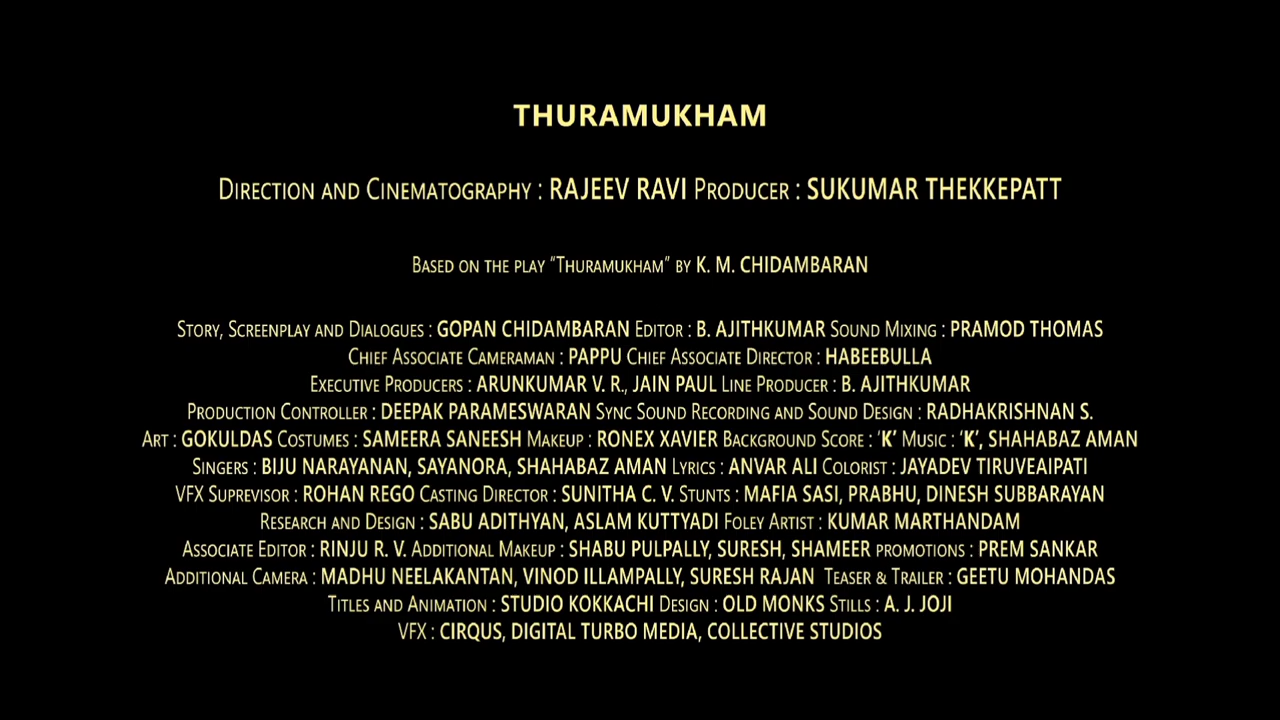 THURAMUKHAM
DIRECTION AND CINEMATOGRAPHY : RAJEEV RAVI PRODUCER : SUKUMAR THEKKEPATT
BASED ON THE PLAY “THURAMUKHAM” BY K. M. CHIDAMBARAN
STORY, SCREENPLAY AND DIALOGUES : GOPAN CHIDAMBARAN EDITOR : B. AJITHKUMAR SOUND MIXING : PRAMOD THOMAS
CHIEF ASSOCIATE CAMERAMAN : PAPPU CHIEF ASSOCIATE DIRECTOR : HABEEBULLA
EXECUTIVE PRODUCERS : ARUNKUMAR V. R., JAIN PAUL LINE PRODUCER : B. AJITHKUMAR
PRODUCTION CONTROLLER : DEEPAK PARAMESWARAN SYNC SOUND RECORDING AND SOUND DESIGN : RADHAKRISHNAN S.
ART : GOKULDAS COSTUMES : SAMEERA SANEESH MAKEUP : RONEX XAVIER BACKGROUND SCORE : ‘K’ MUSIC : ‘K’, SHAHABAZ AMAN
SINGERS : BIJU NARAYANAN, SAYANORA, SHAHABAZ AMAN LYRICS : ANVAR ALI COLORIST : JAYADEV TIRUVEAIPATI
VFX SUPREVISOR : ROHAN REGO CASTING DIRECTOR : SUNITHA C. V. STUNTS : MAFIA SASI, PRABHU, DINESH SUBBARAYAN
RESEARCH AND DESIGN : SABU ADITHYAN, ASLAM KUTTYADI FOLEY ARTIST : KUMAR MARTHANDAM
ASSOCIATE EDITOR : RINJU R. V. ADDITIONAL MAKEUP : SHABU PULPALLY, SURESH, SHAMEER PROMOTIONS : PREM SANKAR
ADDITIONAL CAMERA : MADHU NEELAKANTAN, VINOD ILLAMPALLY, SURESH RAJAN TEASER & TRAILER : GEETU MOHANDAS
TITLES AND ANIMATION : STUDIO KOKKACHI DESIGN : OLD MONKS STILLS : A. J. JOJI
VFX : CIRQUS, DIGITAL TURBO MEDIA, COLLECTIVE STUDIOS